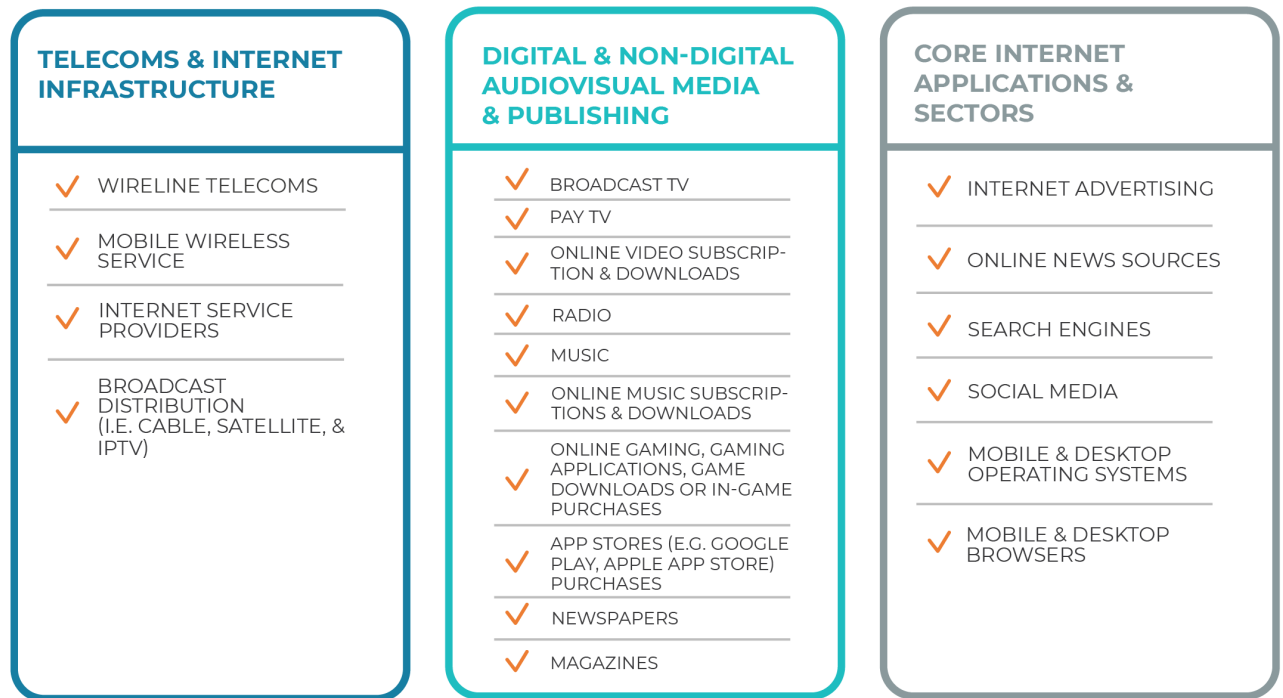 TELECOMS & INTERNET
INFRASTRUCTURE
WIRELINE TELECOMS
MOBILE WIRELESS
SERVICE
INTERNET SERVICE
PROVIDERS
BROADCAST
DISTRIBUTION
(I.E. CABLE, SATELLITE, &
IPTV)
DIGITAL & NON-DIGITAL
AUDIOVISUAL MEDIA
& PUBLISHING
BROADCAST TV
PAY TV
ONLINE VIDEO SUBSCRIP-
TION & DOWNLOADS
RADIO
MUSIC
ONLINE MUSIC SUBSCRIP-
TIONS & DOWNLOADS
ONLINE GAMING, GAMING
APPLICATIONS, GAME
DOWNLOADS OR IN-GAME
PURCHASES
APP STORES (E.G. GOOGLE
PLAY, APPLE APP STORE)
PURCHASES
NEWSPAPERS
MAGAZINES
CORE INTERNET
APPLICATIONS &
SECTORS
INTERNET ADVERTISING
ONLINE NEWS SOURCES
SEARCH ENGINES
SOCIAL MEDIA
MOBILE & DESKTOP
OPERATING SYSTEMS
MOBILE & DESKTOP
BROWSERS